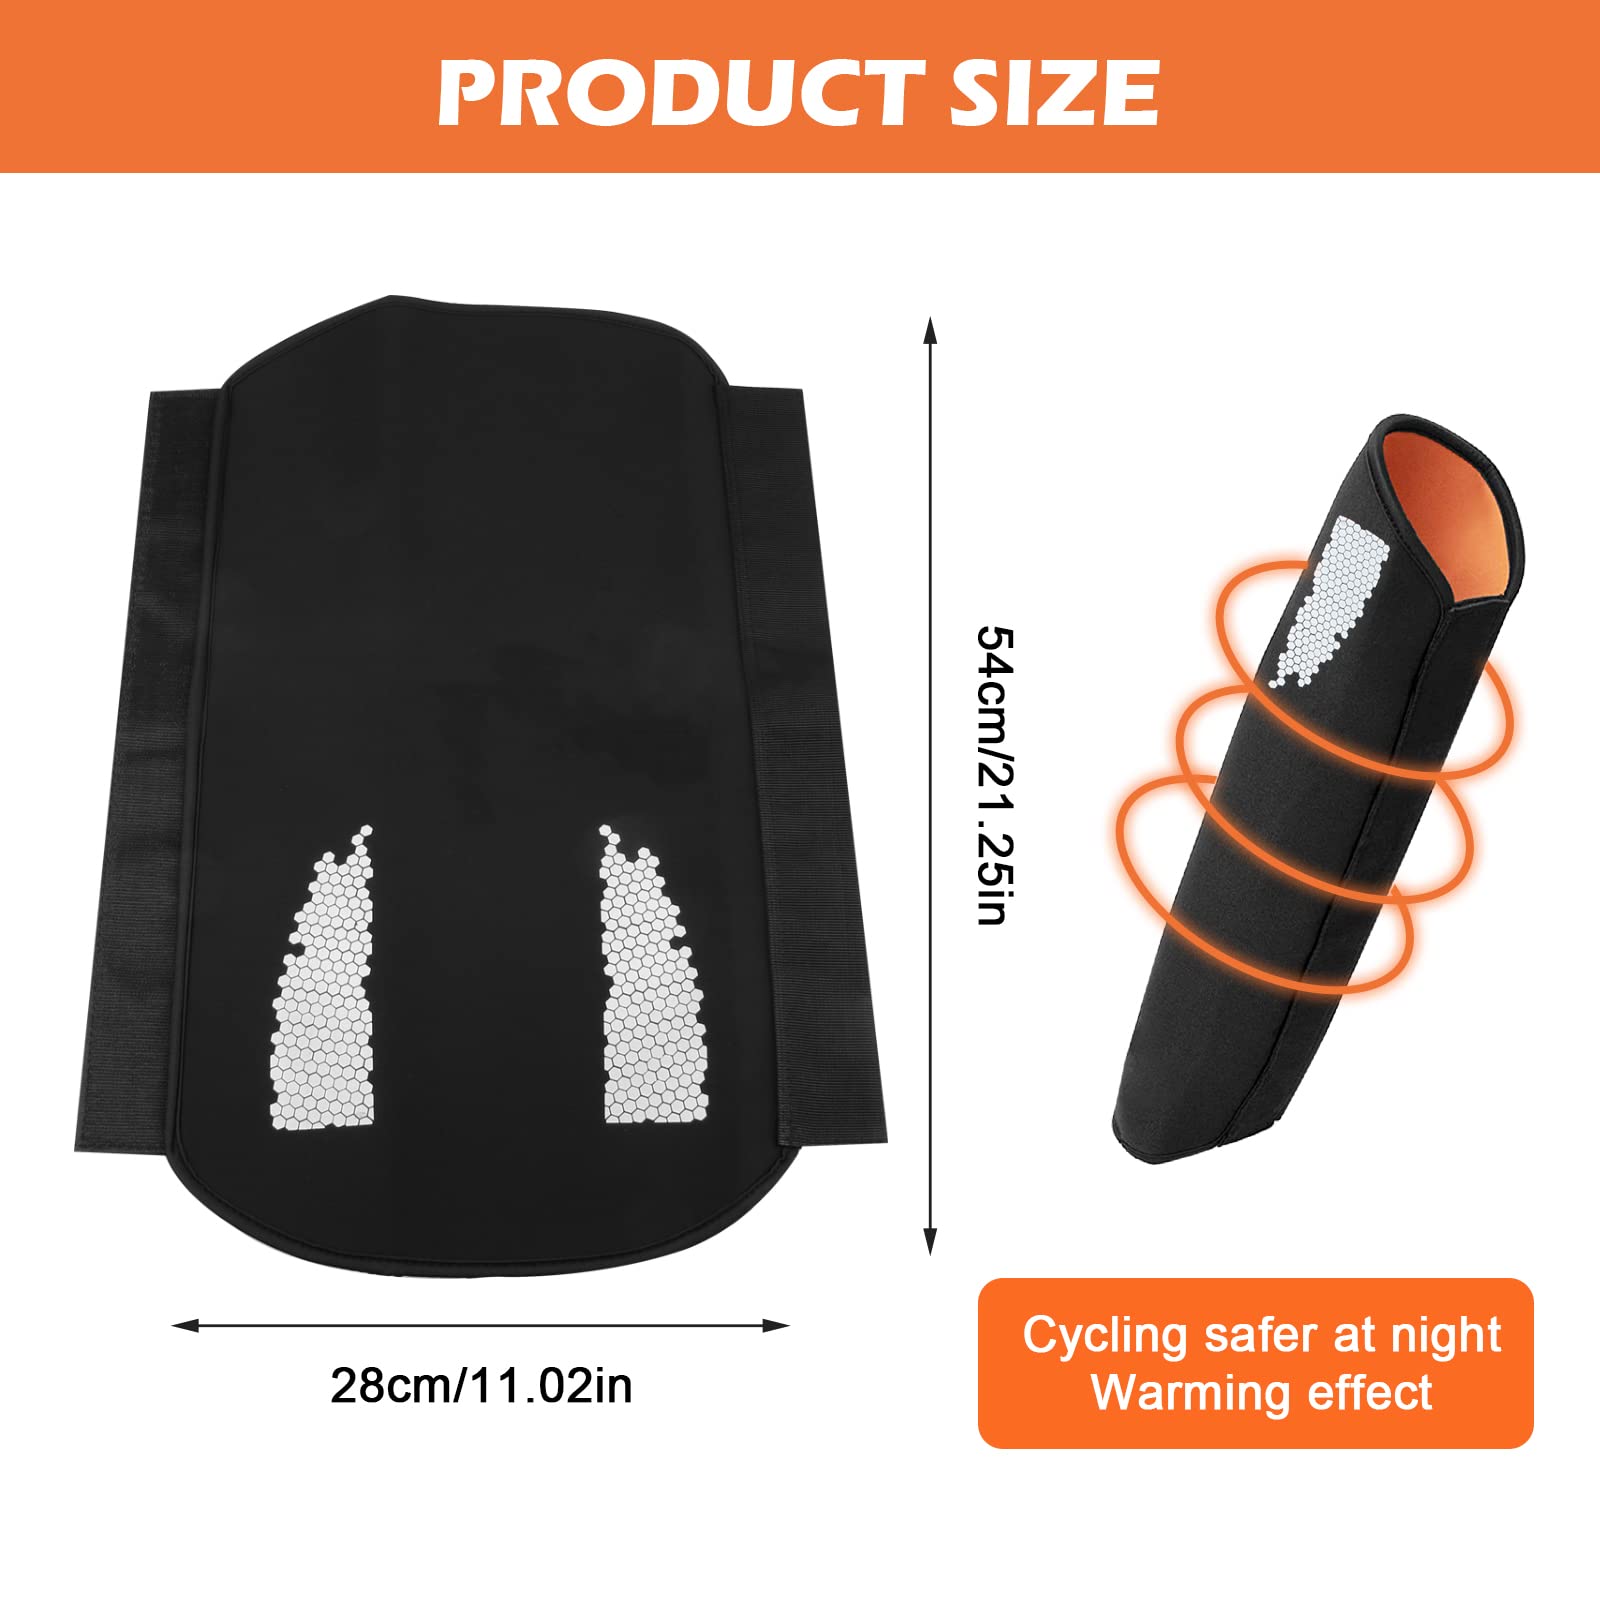 PRODUCT SIZE
54cm/21.25in
28cm/11.02in
Cycling safer at night
Warming effect